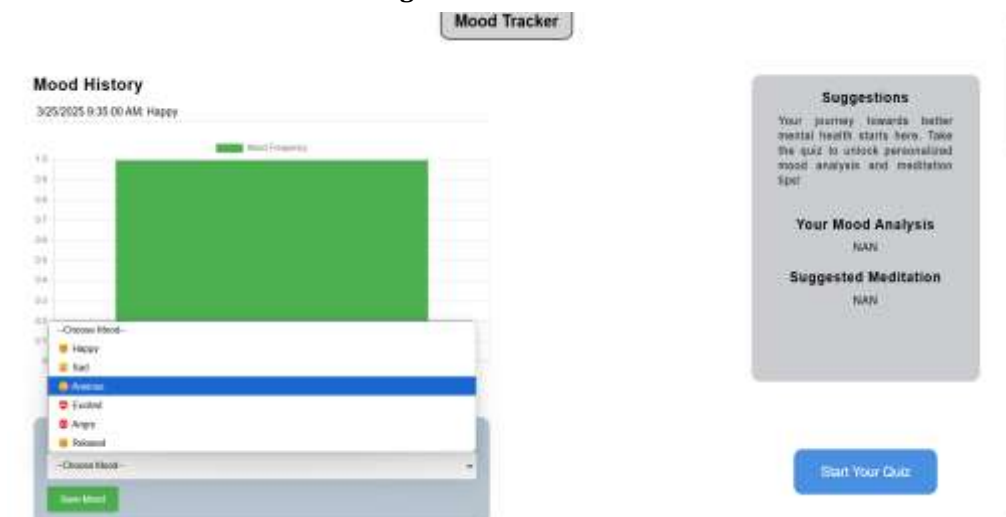 Mood Tracker
Mood History
3/25/2025 9:35:00 AM: Happy
Mood Frequency
1.0
0.9
0.8
0.7
0.6
0.5
0.4
0.3
0.2
--Choose Mood--
Happy
Sad
Anxious
Excited
Angry
Relaxed
--Choose Mood--
Save Mood
Suggestions
Your journey towards better
mental health starts here. Take
the quiz to unlock personalized
mood analysis and meditation
tips!
Your Mood Analysis
NAN
Suggested Meditation
NAN
Start Your Quiz